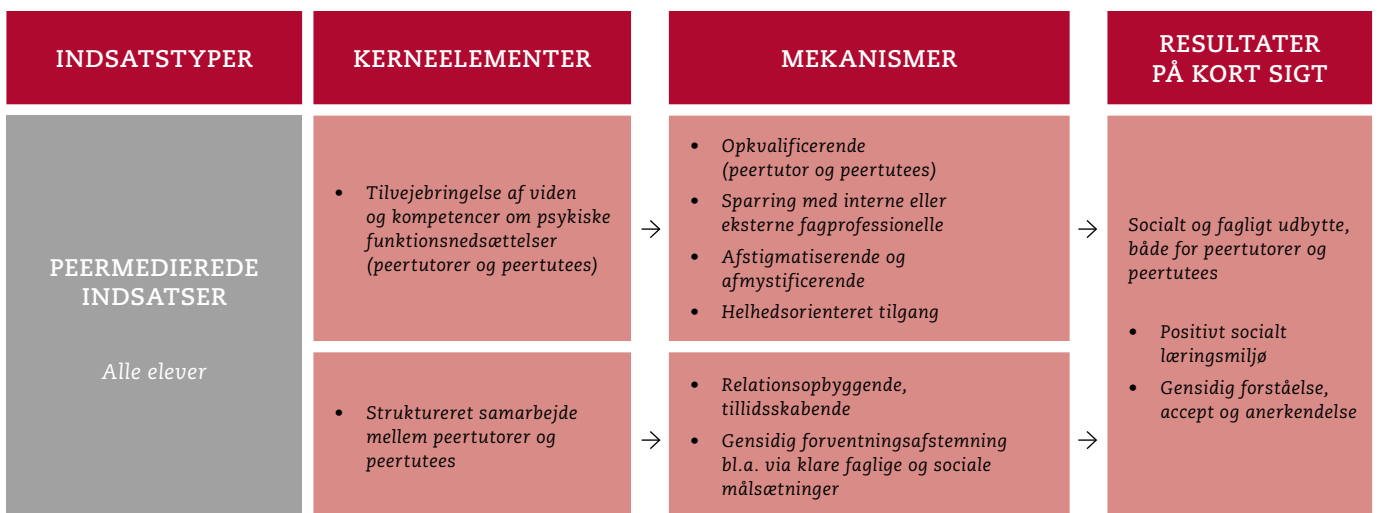 INDSATSTYPER
KERNEELEMENTER
MEKANISMER
RESULTATER
PÅ KORT SIGT
PEERMEDIEREDE
INDSATSER
Alle elever
• Tilvejebringelse af viden
og kompetencer om psykiske
funktionsnedsættelser
(peertutorer og peertutees)
→
• Opkvalificerende
(peertutor og peertutees)
• Sparring med interne eller
eksterne fagprofessionelle
• Afstigmatiserende og
afmystificerende
• Helhedsorienteret tilgang
→
• Struktureret samarbejde
mellem peertutorer og
peertutees
→
• Relationsopbyggende,
tillidsskabende
• Gensidig forventningsafstemning
bl.a. via klare faglige og sociale
målsætninger
→
Socialt og fagligt udbytte,
både for peertutorer og
peertutees
• Positivt socialt
læringsmiljø
• Gensidig forståelse,
accept og anerkendelse